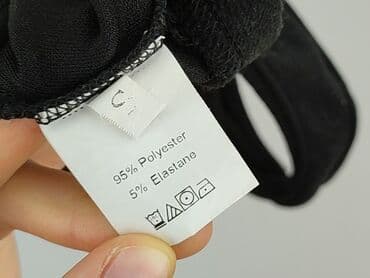 S
95% Polyester
5% Elastane